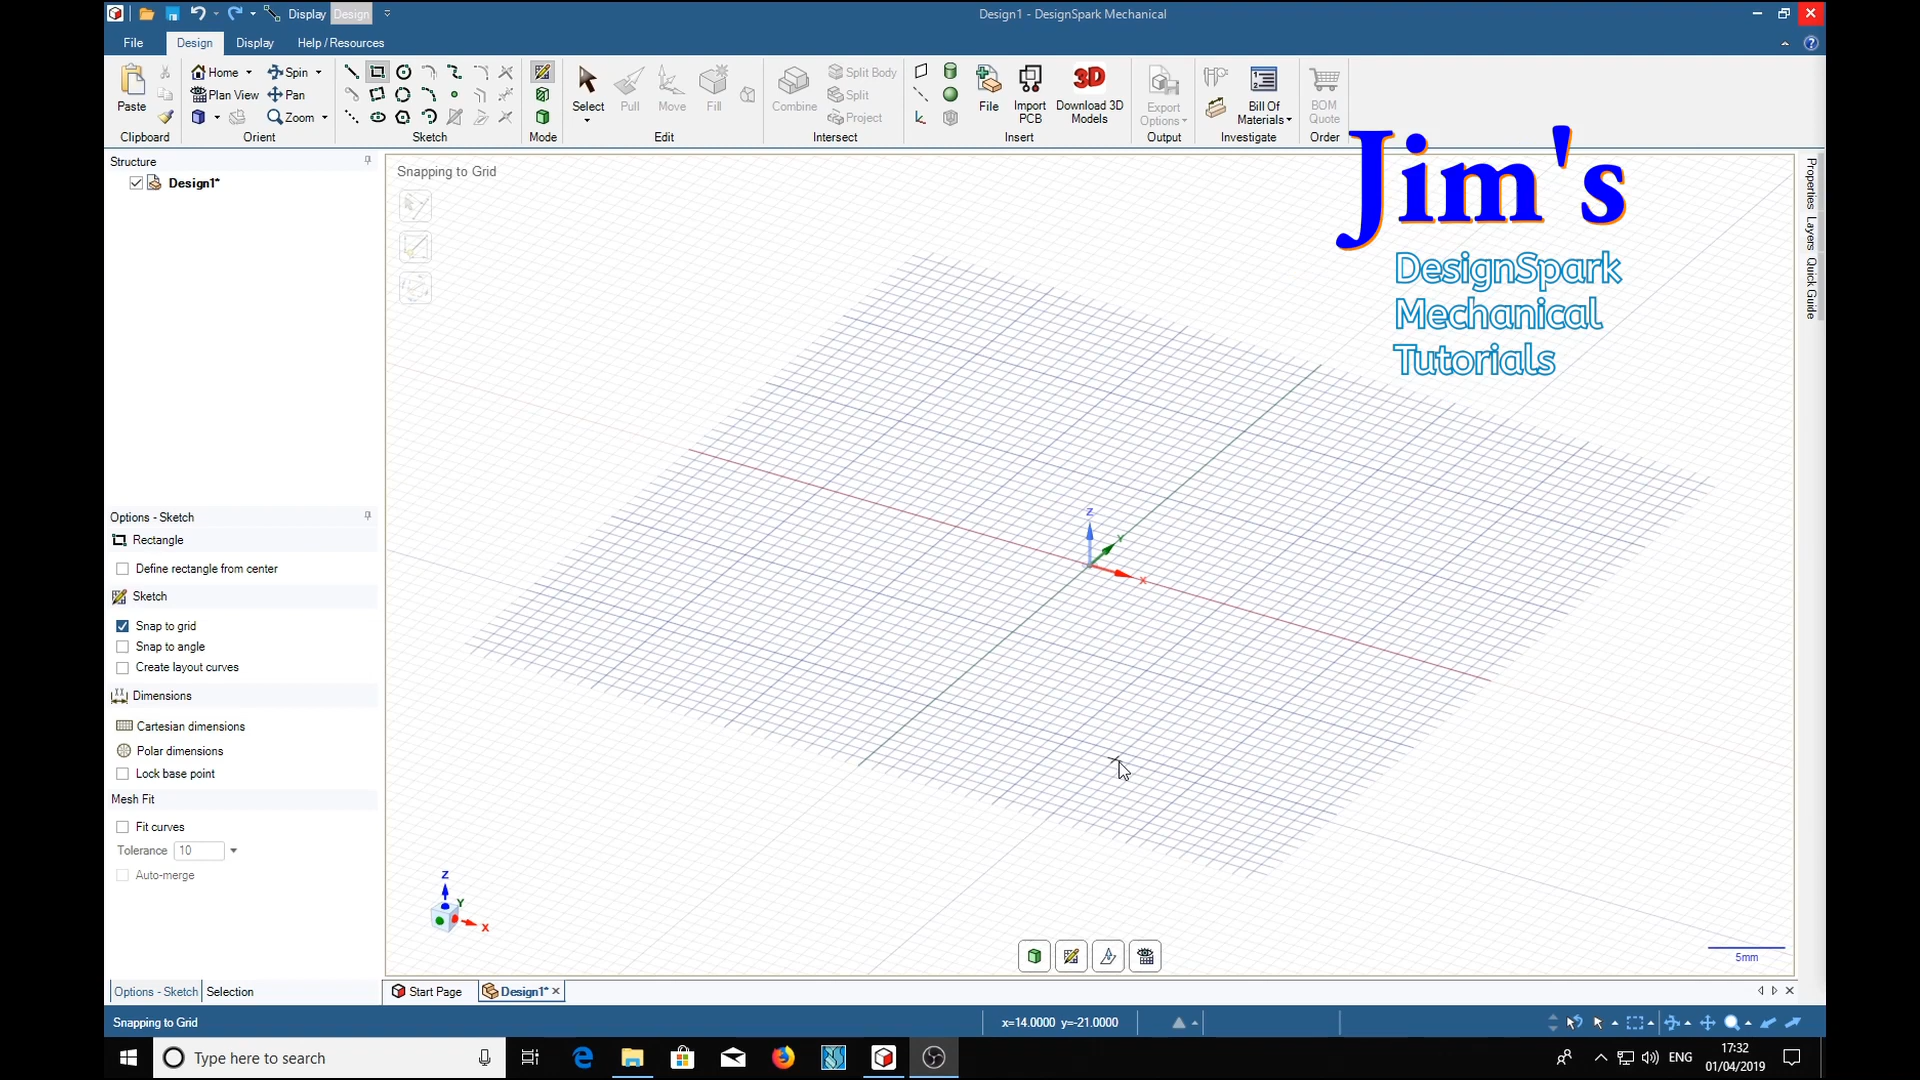 Display Design
Design1 - DesignSpark Mechanical
File Design Display Help / Resources
Paste
Clipboard
Home Spin
Plan View Pan
Zoom
Orient
Sketch
Mode
Select Pull Move Fill
Edit
Combine Split Body
Split
Project
Intersect
File Import PCB Download 3D Models
3D
Insert
Export Options
Output
Bill Of Materials
Investigate
BOM Quote
Order
Jim's
DesignSpark
Mechanical
Tutorials
Structure
Design1*
Snapping to Grid
Properties Layers Quick Guide
Z
Y
X
Options - Sketch
Rectangle
Define rectangle from center
Sketch
Snap to grid
Snap to angle
Create layout curves
Dimensions
Cartesian dimensions
Polar dimensions
Lock base point
Mesh Fit
Fit curves
Tolerance 10
Auto-merge
Z
Y
X
5mm
Options - Sketch Selection
Start Page Design1*
Snapping to Grid
x=14.0000 y=-21.0000
Type here to search
ENG
17:32
01/04/2019